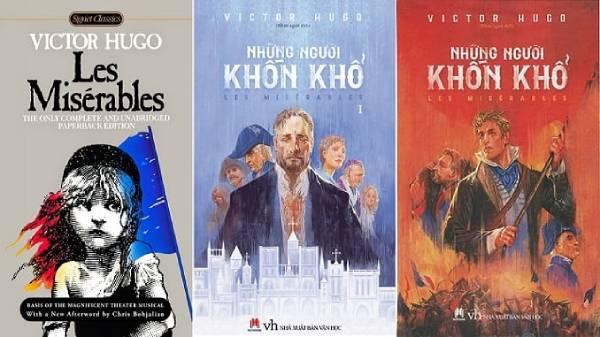 Signet Classics
VICTOR HUGO
Les
Misérables
THE ONLY COMPLETE AND UNABRIDGED
PAPERBACK EDITION
BASIS OF THE MAGNIFICENT THEATER MUSICAL
With a New Afterword by Chris Bohjalian
VICTOR HUGO
NHỮNG NGƯỜI
KHỐN KHỔ
LES MISÉRABLES
1
vh NHÀ XUẤT BẢN VĂN HỌC
VICTOR HUGO
NHỮNG NGƯỜI
KHỐN KHỔ
LES MISÉRABLES
vh NHÀ XUẤT BẢN VĂN HỌC